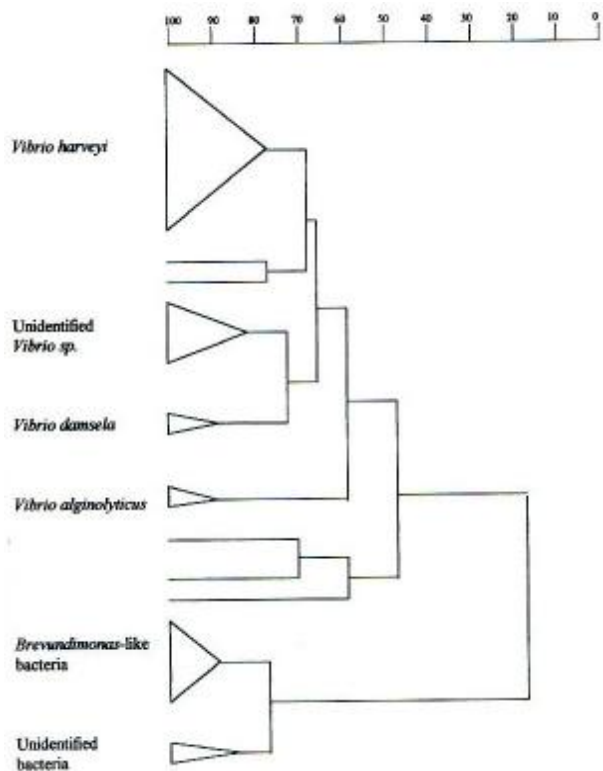 100 90 80 70 60 50 40 30 20 10 0
Vibrio harveyi
Unidentified
Vibrio sp.
Vibrio damsela
Vibrio alginolyticus
Brevundimonas-like
bacteria
Unidentified
bacteria